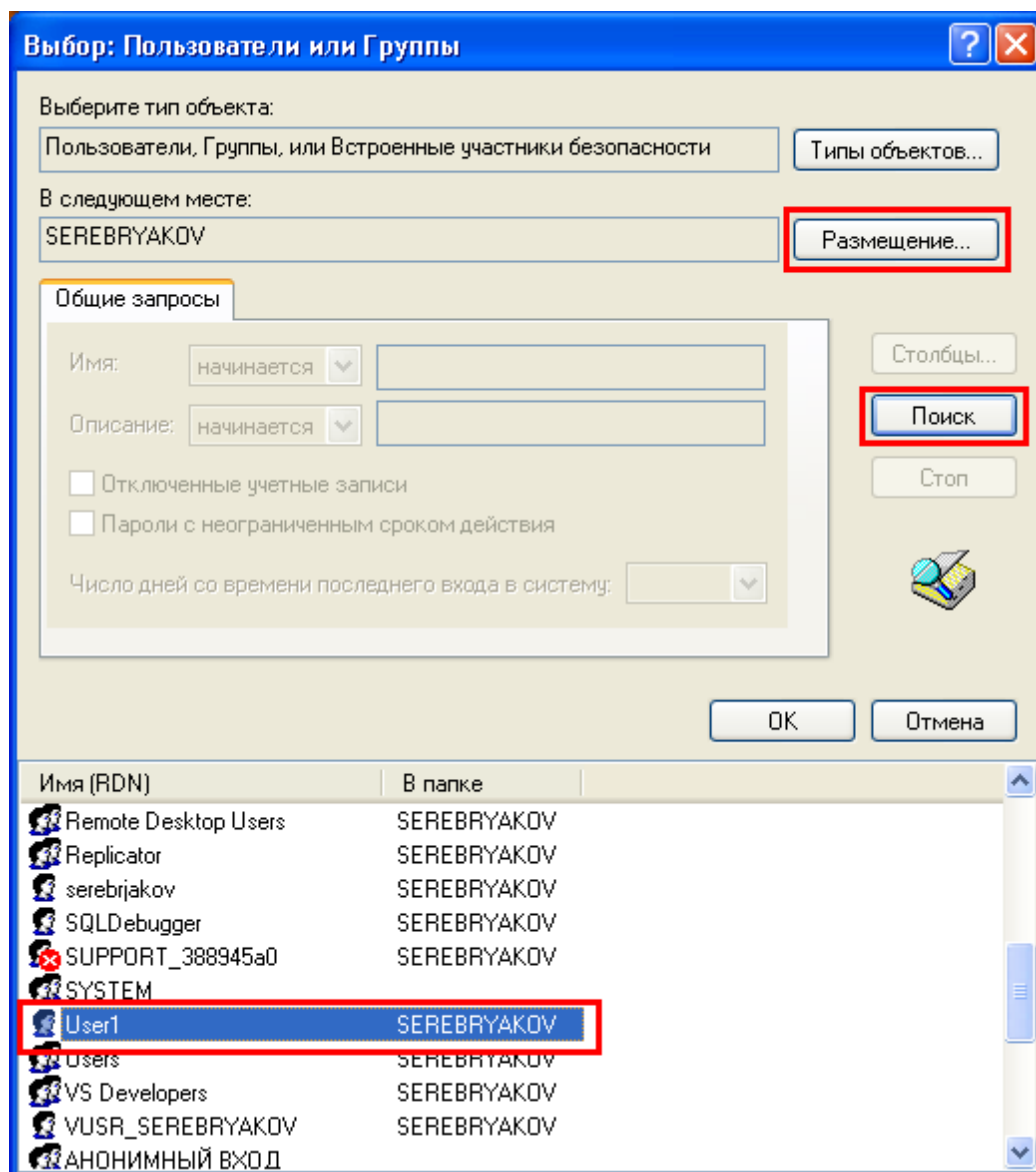 Выбор: Пользователи или Группы
Выберите тип объекта:
Пользователи, Группы, или Встроенные участники безопасности Типы объектов...
В следующем месте:
SEREBRYAKOV Размещение...
Общие запросы
Имя: начинается Столбцы...
Поиск
Описание: начинается
Отключенные учетные записи Стоп
Пароли с неограниченным сроком действия
Число дней со времени последнего входа в систему:
OK Отмена
Имя (RDN) В папке
Remote Desktop Users SEREBRYAKOV
Replicator SEREBRYAKOV
serebrjakov SEREBRYAKOV
SQLDebugger SEREBRYAKOV
SUPPORT_388945a0 SEREBRYAKOV
SYSTEM
User1 SEREBRYAKOV
Users SEREBRYAKOV
VS Developers SEREBRYAKOV
VUSR_SEREBRYAKOV SEREBRYAKOV
АНОНИМНЫЙ ВХОД